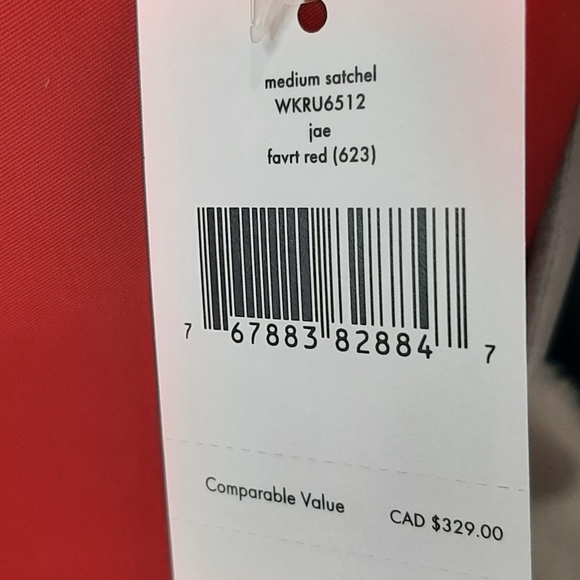 medium satchel
WKRU6512
jae
favrt red (623)
7 67883 82884 7
Comparable Value CAD $329.00